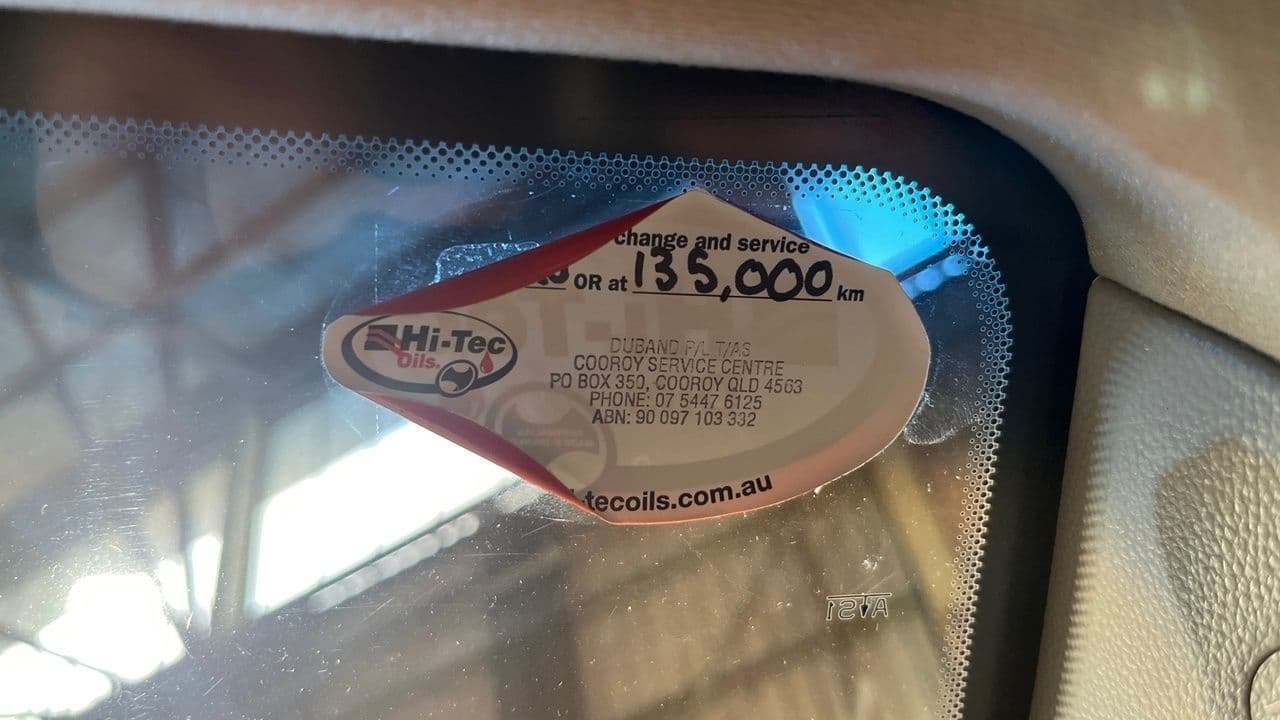 change and service
OR at 135,000 km
Hi-Tec
Oils.
DUBAND P/L T/AS
COOROY SERVICE CENTRE
PO BOX 350, COOROY QLD 4563
PHONE: 07 5447 6125
ABN: 90 097 103 332
-tecoils.com.au
AS1